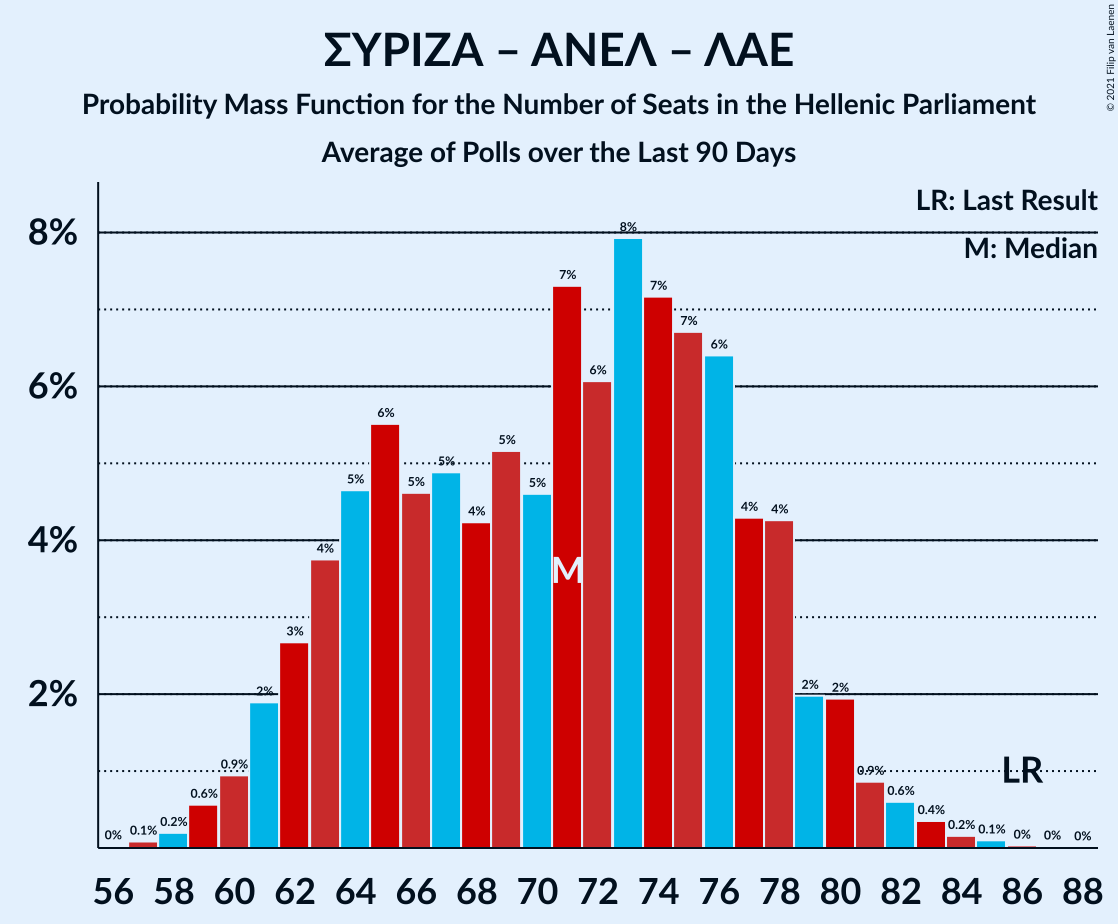 ΣΥΡΙΖΑ – ΑΝΕΛ – ΛΑΕ
Probability Mass Function for the Number of Seats in the Hellenic Parliament
Average of Polls over the Last 90 Days
© 2021 Filip van Laenen
LR: Last Result
M: Median
8%
6%
4%
2%
0% 0.1% 0.2% 0.6% 0.9% 2% 3% 4% 5% 6% 5% 5% 4% 5% 5% 7% 6% 8% 7% 7% 6% 4% 4% 2% 2% 0.9% 0.6% 0.4% 0.2% 0.1% 0% 0% 0%
M
LR
56 58 60 62 64 66 68 70 72 74 76 78 80 82 84 86 88